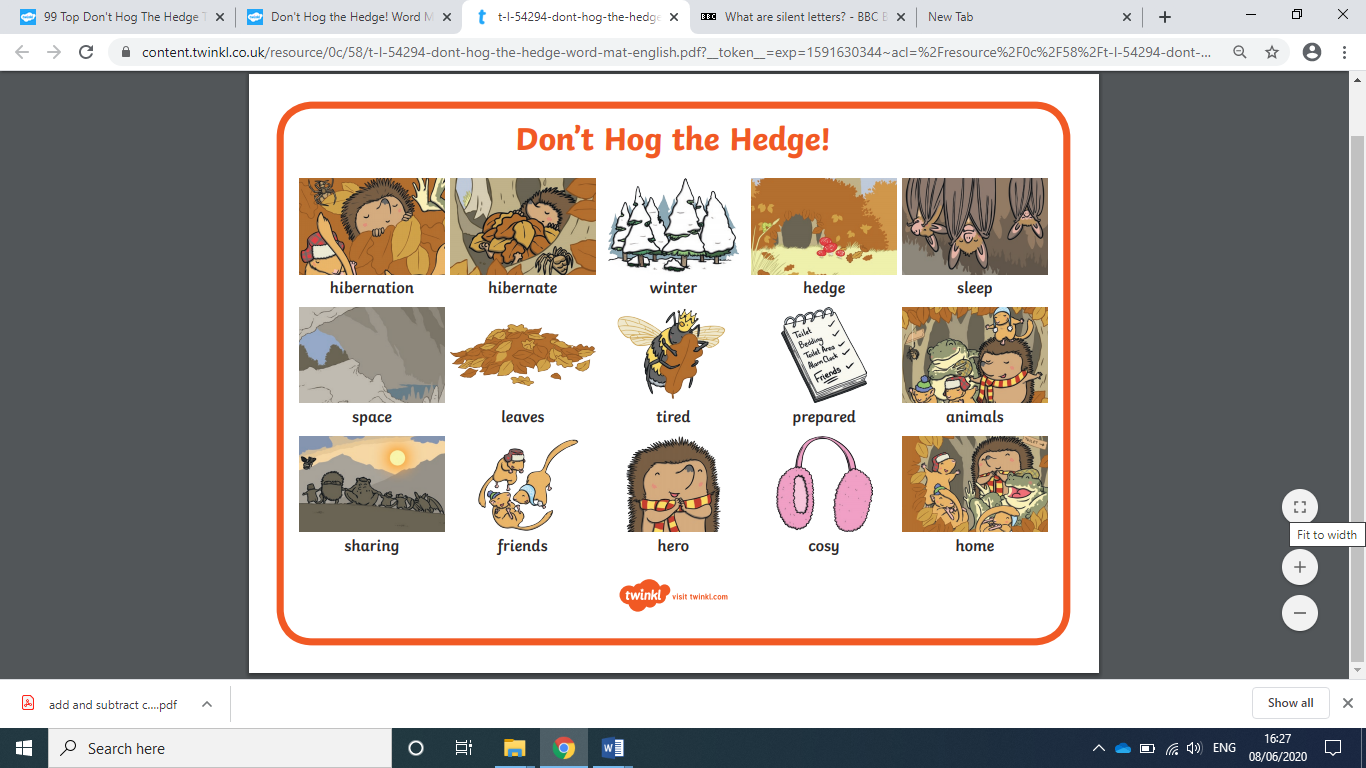 99 Top Don't Hog The Hedge T
Don't Hog the Hedge! Word M
t-l-54294-dont-hog-the-hedge
BBC What are silent letters? - BBC B
New Tab
content.twinkl.co.uk/resource/0c/58/t-l-54294-dont-hog-the-hedge-word-mat-english.pdf?__token__=exp=1591630344~acl=%2Fresource%2F0c%2F58%2Ft-l-54294-dont-...
Don't Hog the Hedge!
hibernation hibernate winter hedge sleep
Toilet
Bedding
Toilet Area
Alarm Clock
Friends
space leaves tired prepared animals
sharing friends hero cosy home
twinkl visit twinkl.com
Fit to width
add and subtract c....pdf
Show all
Search here
ENG
16:27
08/06/2020